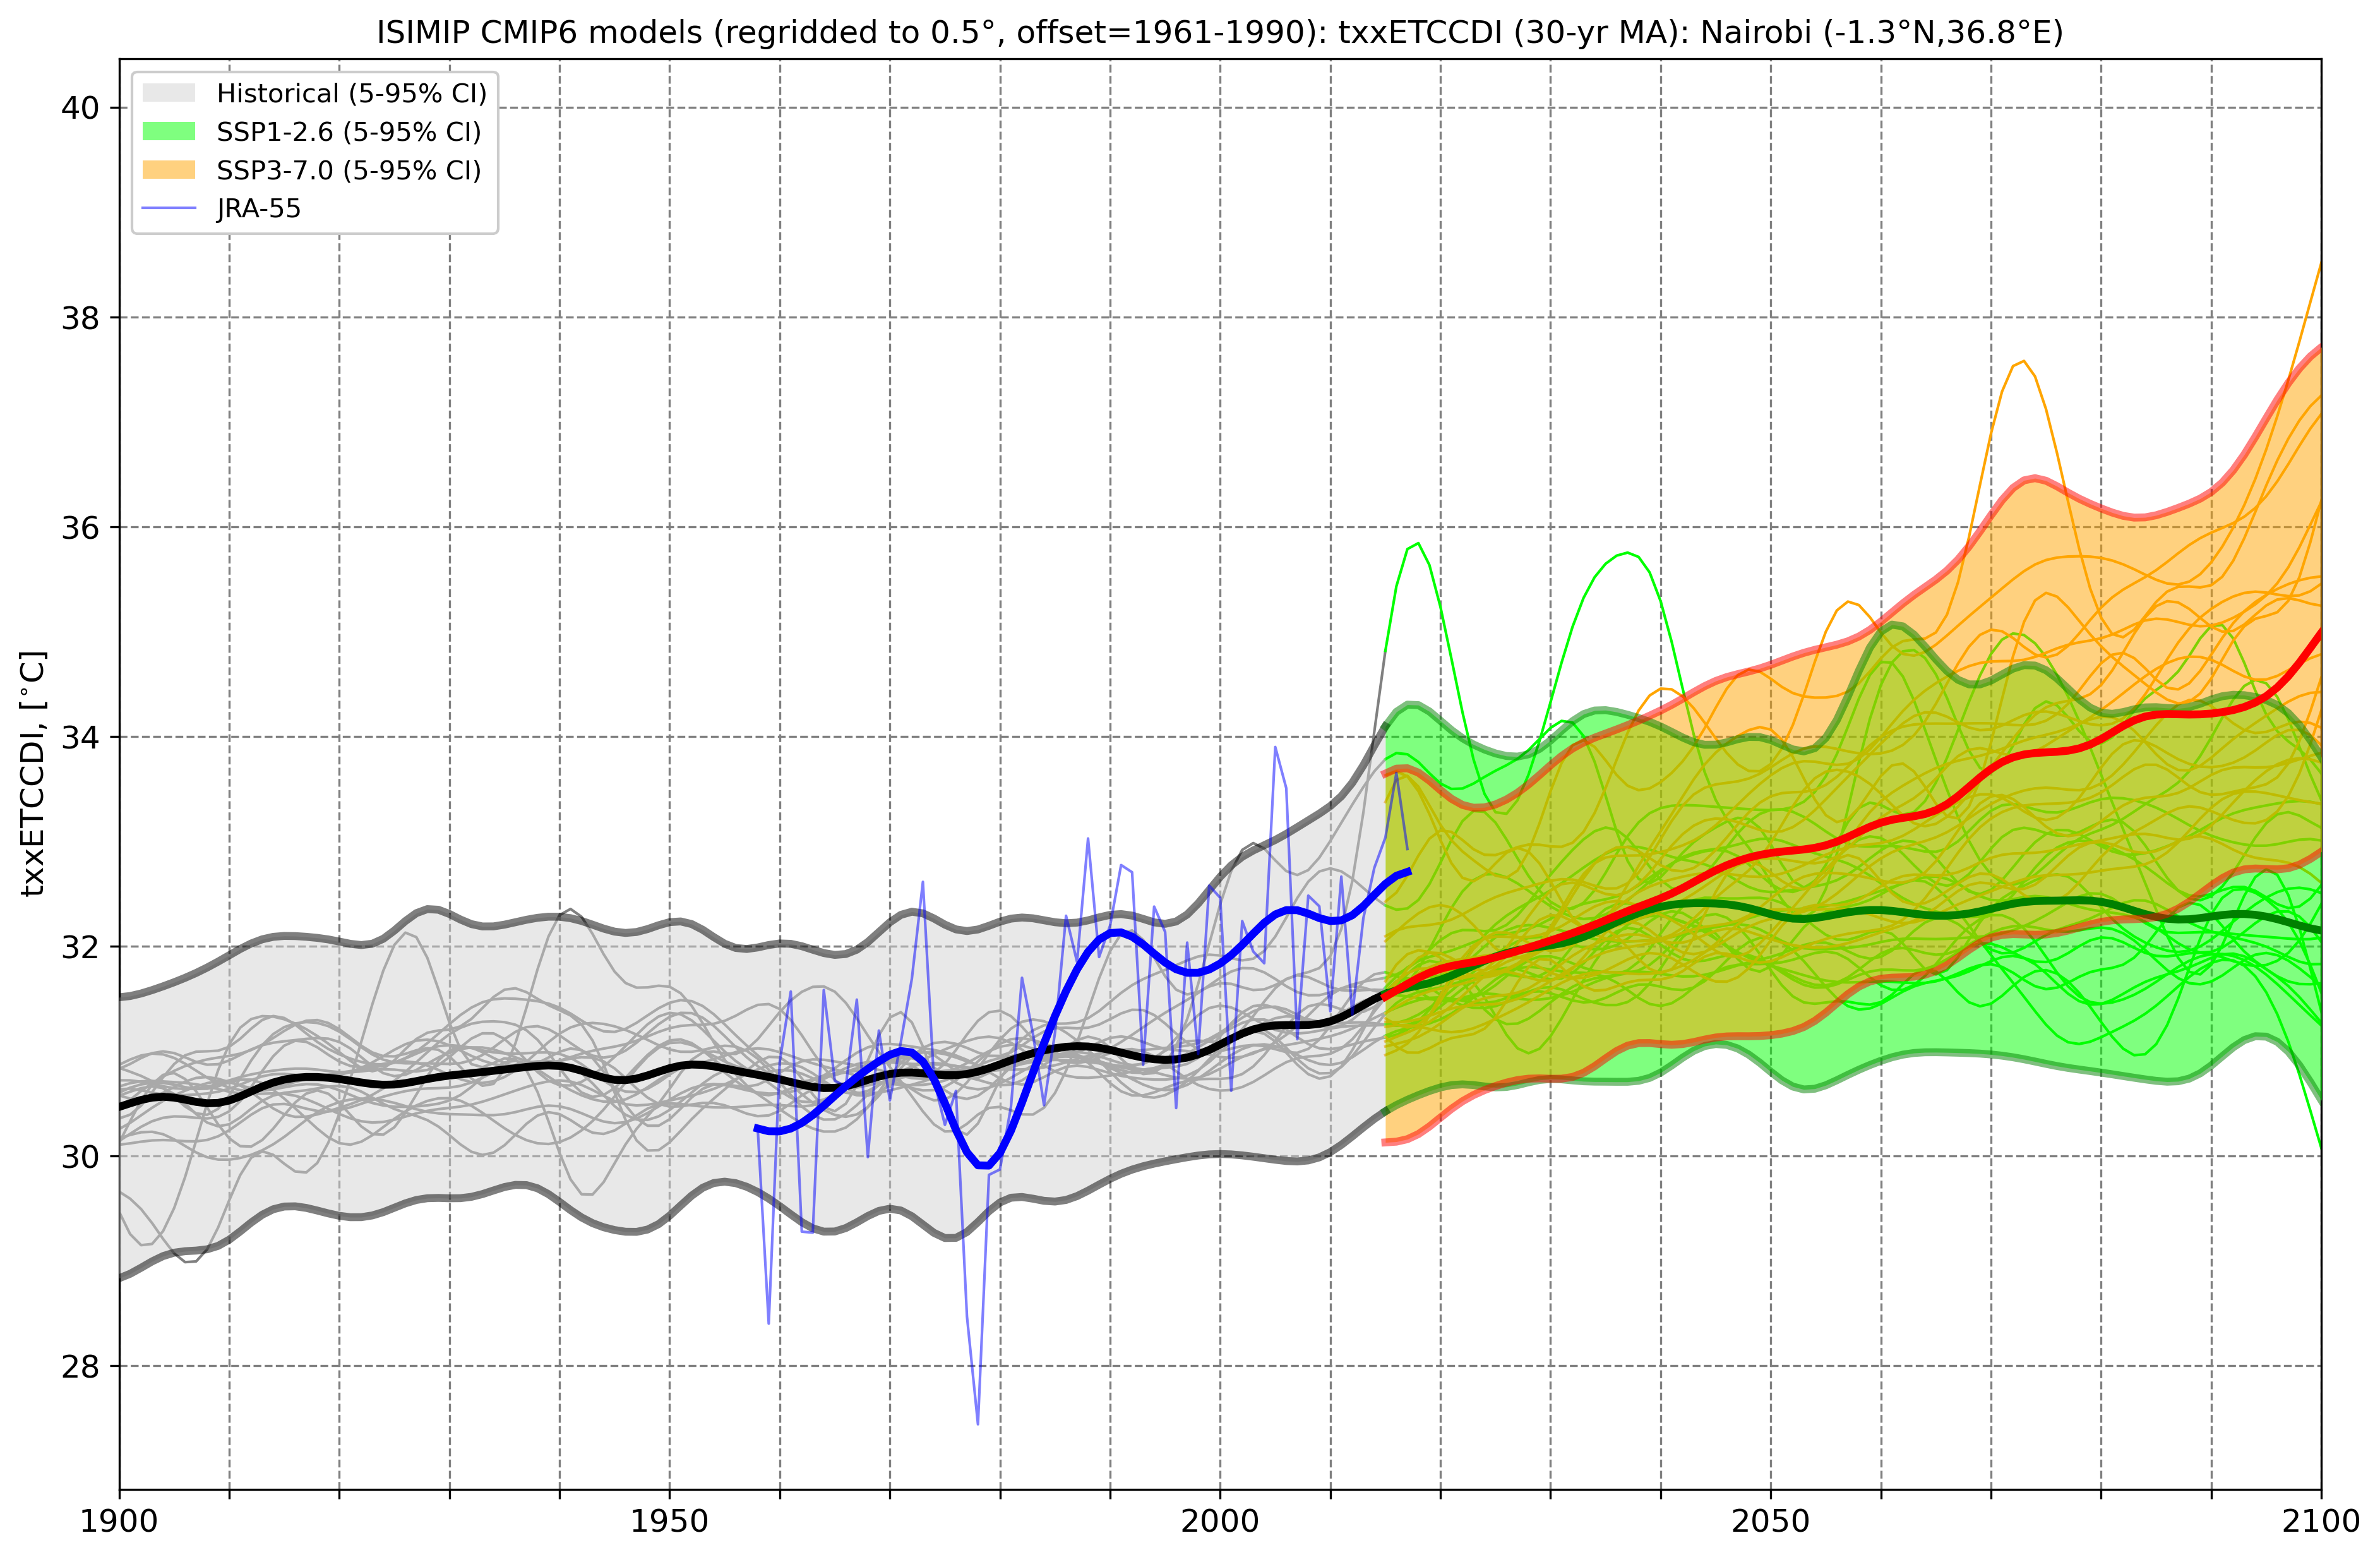 ISIMIP CMIP6 models (regridded to 0.5°, offset=1961-1990): txxETCCDI (30-yr MA): Nairobi (-1.3°N,36.8°E)
Historical (5-95% CI)
SSP1-2.6 (5-95% CI)
SSP3-7.0 (5-95% CI)
JRA-55
txxETCCDI, [°C]
40
38
36
34
32
30
28
1900
1950
2000
2050
2100